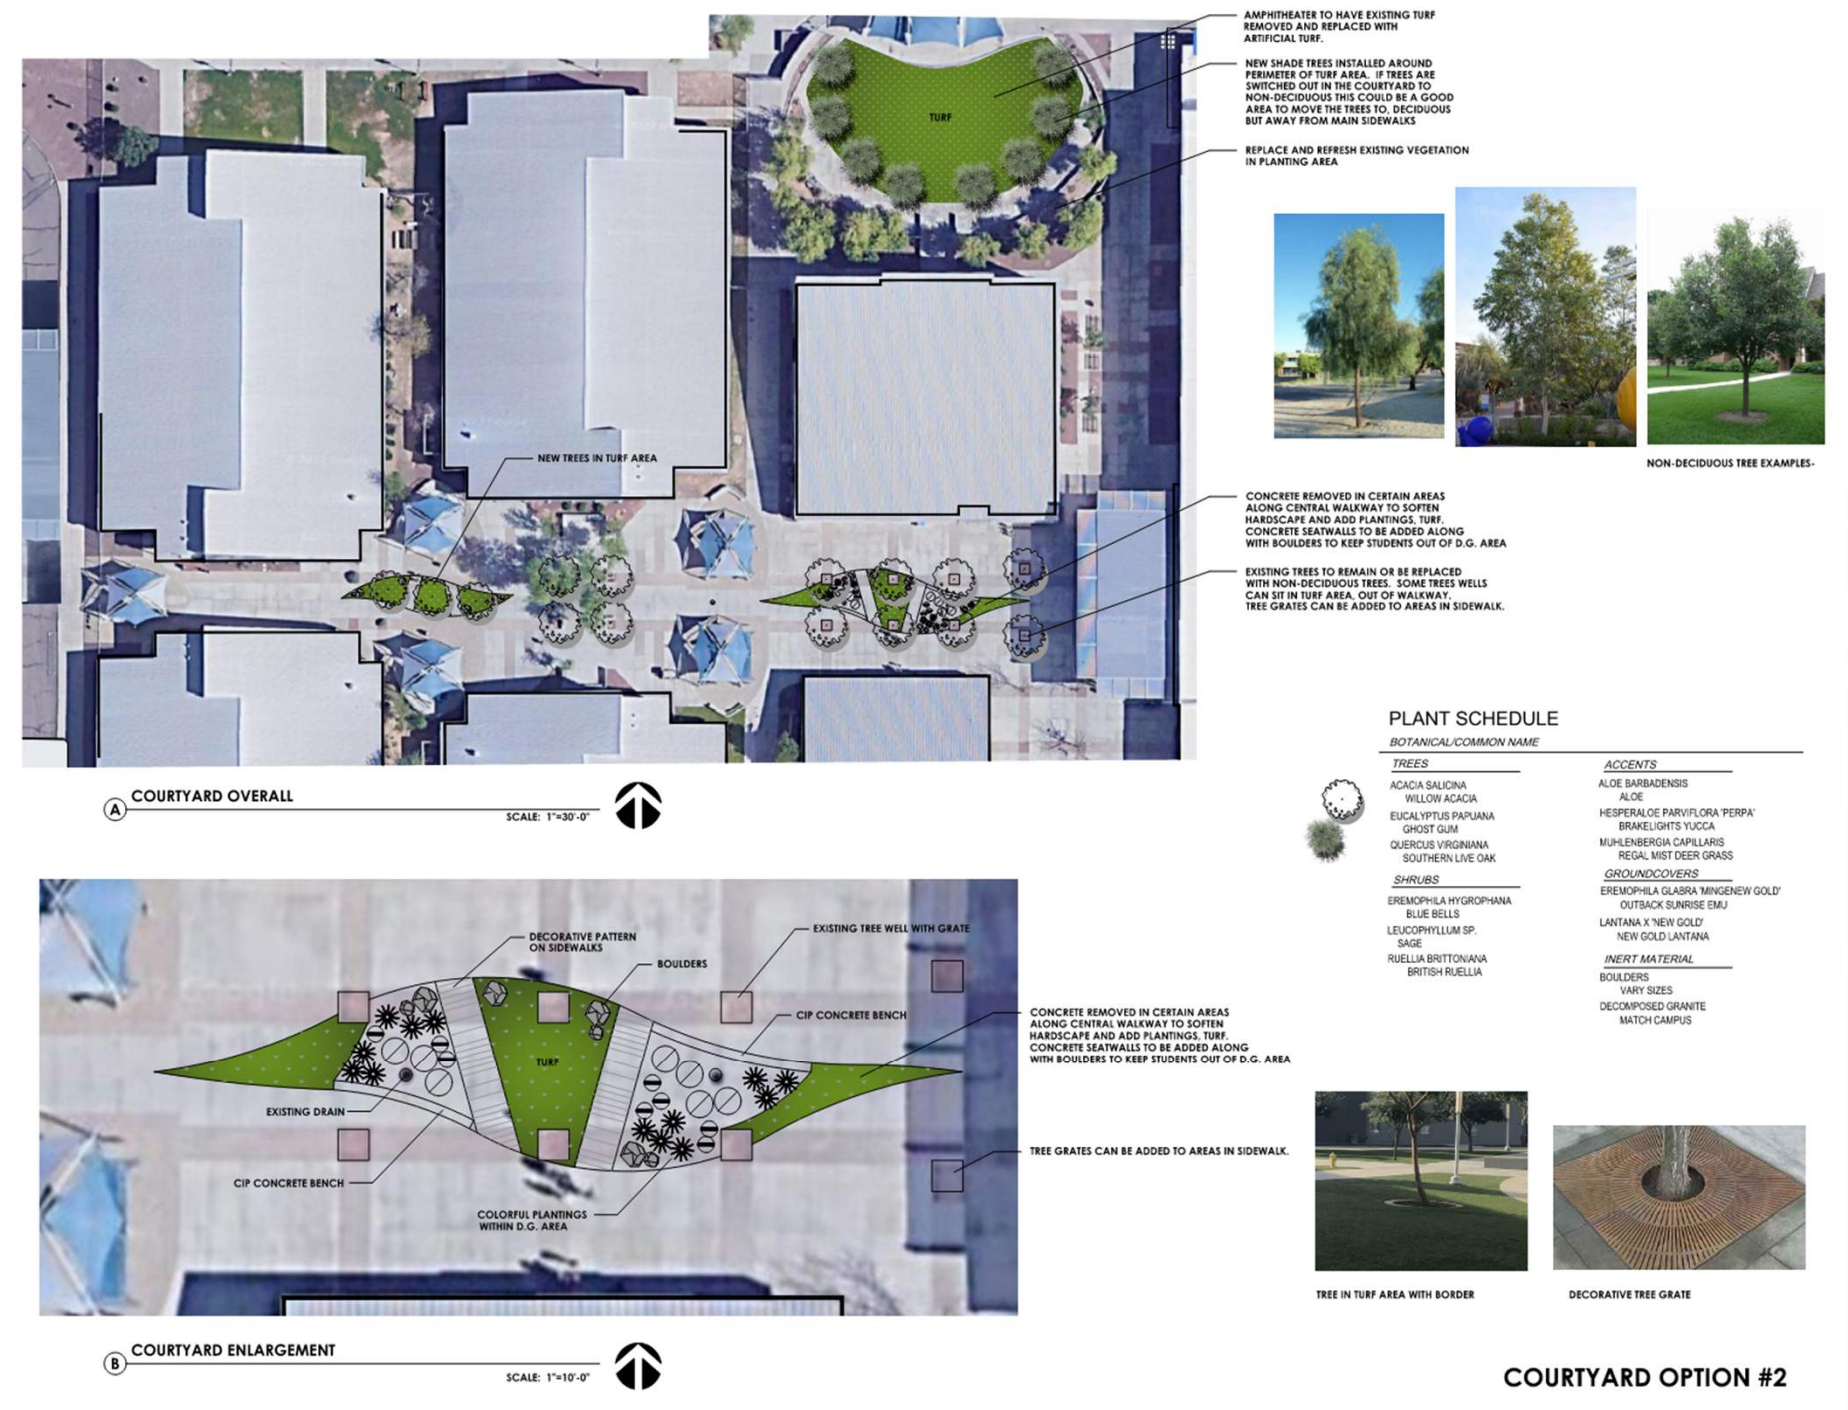 AMPHITHEATER TO HAVE EXISTING TURF
REMOVED AND REPLACED WITH
ARTIFICIAL TURF.
NEW SHADE TREES INSTALLED AROUND
PERIMETER OF TURF AREA. IF TREES ARE
SWITCHED OUT IN THE COURTYARD TO
NON-DECIDUOUS THIS COULD BE A GOOD
AREA TO MOVE THE TREES TO, DECIDUOUS
BUT AWAY FROM MAIN SIDEWALKS
TURF
REPLACE AND REFRESH EXISTING VEGETATION
IN PLANTING AREA
NON-DECIDUOUS TREE EXAMPLES-
NEW TREES IN TURF AREA
CONCRETE REMOVED IN CERTAIN AREAS
ALONG CENTRAL WALKWAY TO SOFTEN
HARDSCAPE AND ADD PLANTINGS, TURF.
CONCRETE SEATWALLS TO BE ADDED ALONG
WITH BOULDERS TO KEEP STUDENTS OUT OF D.G. AREA
EXISTING TREES TO REMAIN OR BE REPLACED
WITH NON-DECIDUOUS TREES. SOME TREES WELLS
CAN SIT IN TURF AREA, OUT OF WALKWAY.
TREE GRATES CAN BE ADDED TO AREAS IN SIDEWALK.
A
COURTYARD OVERALL
SCALE: 1"=30'-0"
PLANT SCHEDULE
BOTANICAL/COMMON NAME
TREES
ACACIA SALICINA
WILLOW ACACIA
EUCALYPTUS PAPUANA
GHOST GUM
QUERCUS VIRGINIANA
SOUTHERN LIVE OAK
SHRUBS
EREMOPHILA HYGROPHANA
BLUE BELLS
LEUCOPHYLLUM SP.
SAGE
RUELLIA BRITTONIANA
BRITISH RUELLIA
ACCENTS
ALOE BARBADENSIS
ALOE
HESPERALOE PARVIFLORA 'PERPA'
BRAKELIGHTS YUCCA
MUHLENBERGIA CAPILLARIS
REGAL MIST DEER GRASS
GROUNDCOVERS
EREMOPHILA GLABRA 'MINGENEW GOLD'
OUTBACK SUNRISE EMU
LANTANA X 'NEW GOLD'
NEW GOLD LANTANA
INERT MATERIAL
BOULDERS
VARY SIZES
DECOMPOSED GRANITE
MATCH CAMPUS
DECORATIVE PATTERN
ON SIDEWALKS
BOULDERS
EXISTING TREE WELL WITH GRATE
CIP CONCRETE BENCH
TURF
EXISTING DRAIN
CIP CONCRETE BENCH
COLORFUL PLANTINGS
WITHIN D.G. AREA
CONCRETE REMOVED IN CERTAIN AREAS
ALONG CENTRAL WALKWAY TO SOFTEN
HARDSCAPE AND ADD PLANTINGS, TURF.
CONCRETE SEATWALLS TO BE ADDED ALONG
WITH BOULDERS TO KEEP STUDENTS OUT OF D.G. AREA
TREE GRATES CAN BE ADDED TO AREAS IN SIDEWALK.
TREE IN TURF AREA WITH BORDER
DECORATIVE TREE GRATE
B
COURTYARD ENLARGEMENT
SCALE: 1"=10'-0"
COURTYARD OPTION #2